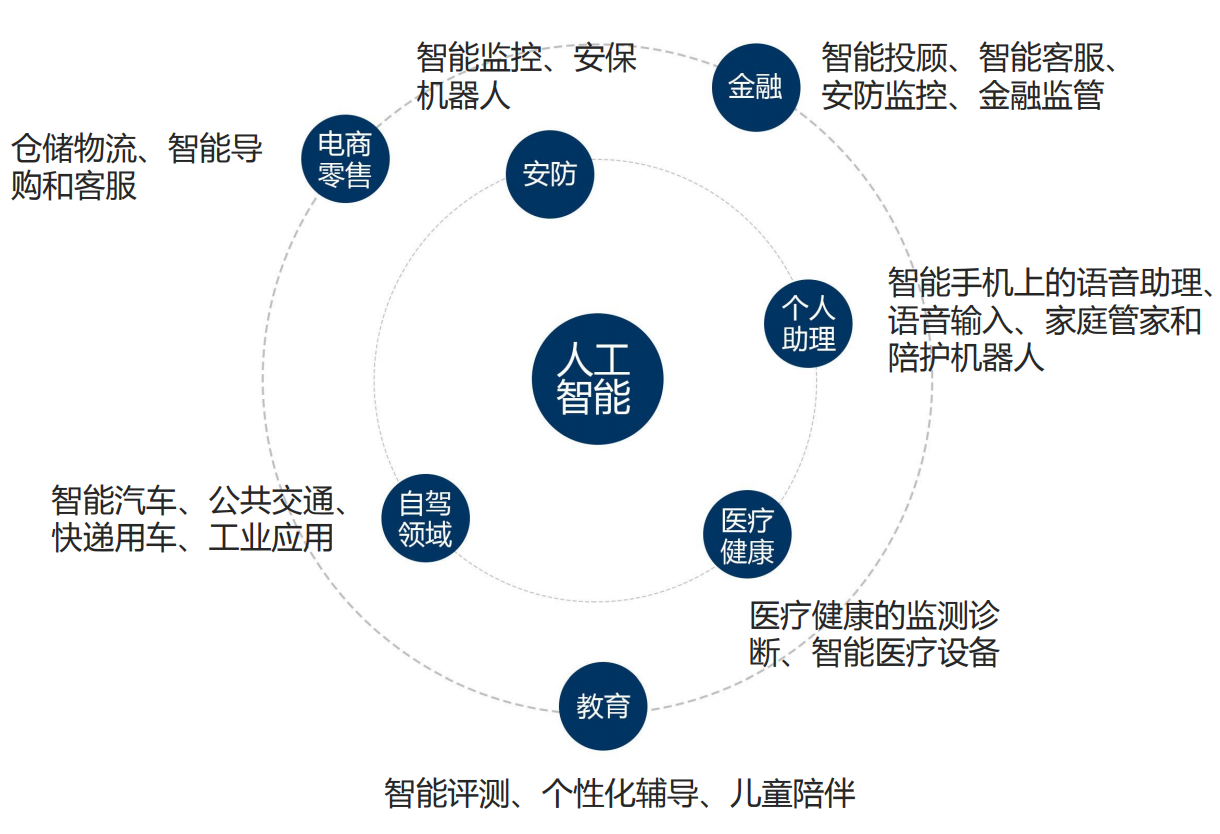 智能监控、安保
机器人
金融
智能投顾、智能客服、
安防监控、金融监管
仓储物流、智能导
购和客服
电商
零售
安防
智能手机上的语音助理、
语音输入、家庭管家和
陪护机器人
个人
助理
人工
智能
智能汽车、公共交通、
快递用车、工业应用
自驾
领域
医疗
健康
医疗健康的监测诊
断、智能医疗设备
教育
智能评测、个性化辅导、儿童陪伴